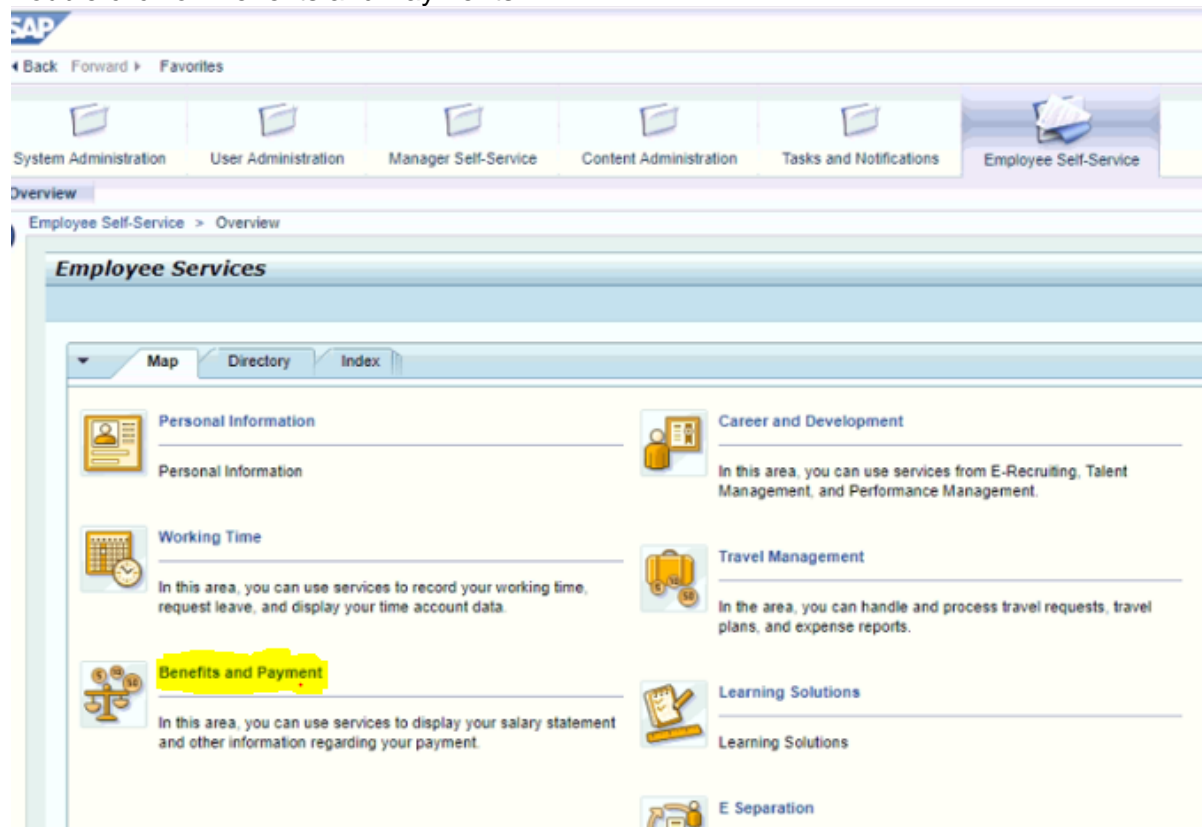 SAP
Back Forward Favorites
System Administration User Administration Manager Self-Service Content Administration Tasks and Notifications Employee Self-Service
Overview
Employee Self-Service > Overview
Employee Services
Map Directory Index
Personal Information
Personal Information
Working Time
In this area, you can use services to record your working time,
request leave, and display your time account data.
Benefits and Payment
In this area, you can use services to display your salary statement
and other information regarding your payment.
Career and Development
In this area, you can use services from E-Recruiting, Talent
Management, and Performance Management.
Travel Management
In the area, you can handle and process travel requests, travel
plans, and expense reports.
Learning Solutions
Learning Solutions
E Separation